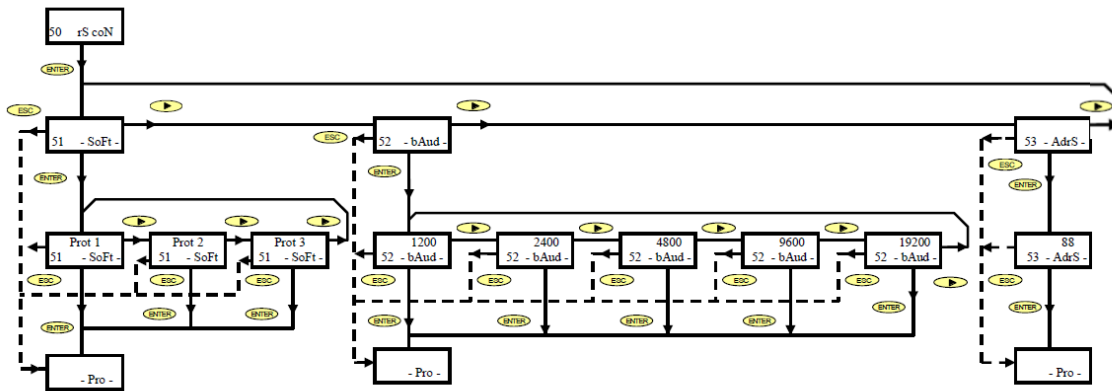 50 rS coN
ENTER
ESC
51 - SoFt -
ESC
52 - bAud -
53 - AdrS -
ESC
ENTER
ENTER
ENTER
Prot 1
51 - SoFt -
Prot 2
51 - SoFt
Prot 3
51 - SoFt -
1200
52 - bAud -
2400
52 - bAud -
4800
52 - bAud -
9600
52 - bAud -
19200
52 - bAud -
88
53 - AdrS -
ESC
ESC
ESC
ESC
ESC
ESC
ESC
ESC
ESC
ENTER
ENTER
ENTER
ENTER
ENTER
ENTER
ENTER
ENTER
ENTER
- Pro -
- Pro -
- Pro -